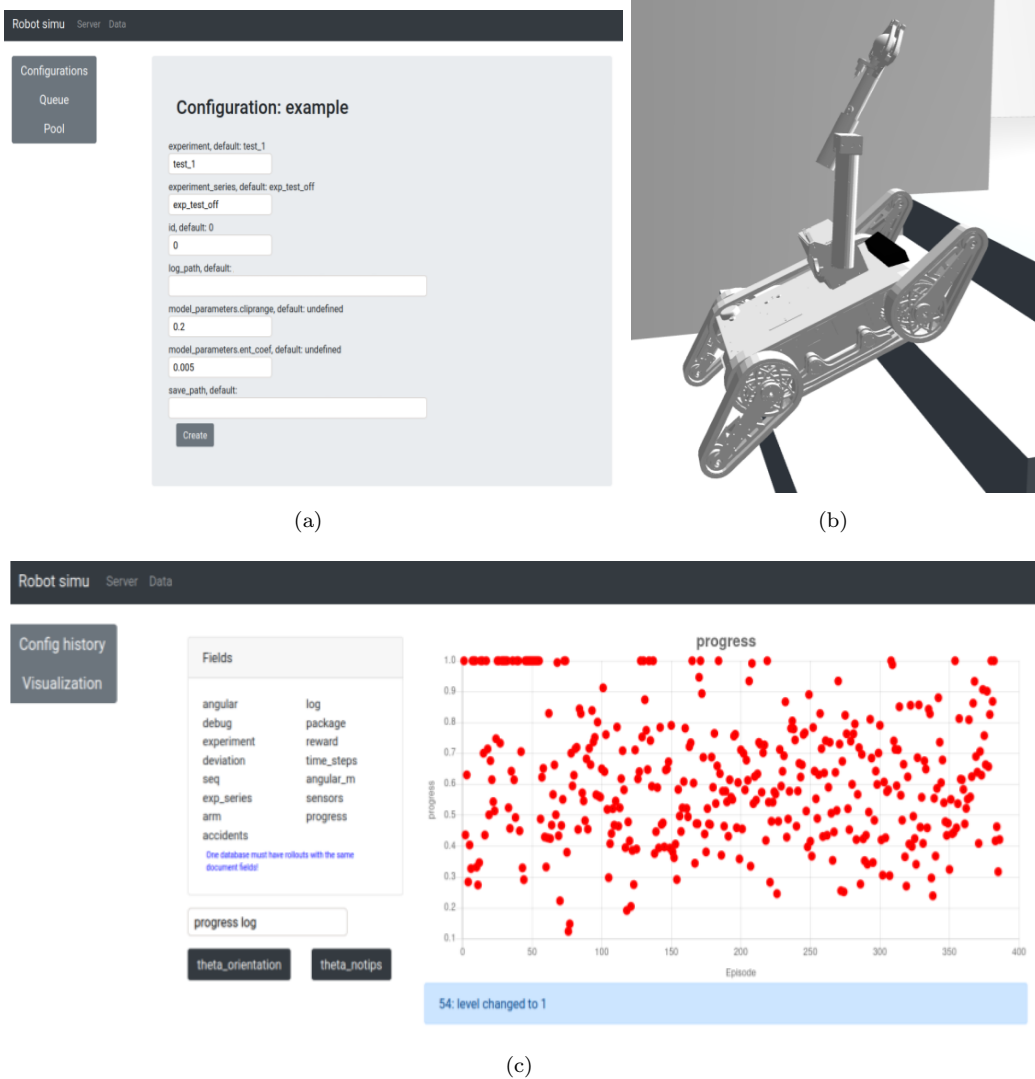 Robot simu Server Data
Configurations
Queue
Pool
Configuration: example
experiment, default: test_1
test_1
experiment_series, default: exp_test_off
exp_test_off
id, default: 0
0
log_path, default:
model_parameters.cliprange, default: undefined
0.2
model_parameters.ent_coef, default: undefined
0.005
save_path, default:
Create
(a)
(b)
Robot simu Server Data
Config history
Visualization
Fields
angular log
debug package
experiment reward
deviation time_steps
seq angular_m
exp_series sensors
arm progress
accidents
One database must have rollouts with the same
document fields!
progress log
theta_orientation theta_notips
progress
1.0
0.9
0.8
0.7
0.6
0.5
0.4
0.3
0.2
0.1
progress
0 50 100 150 200 250 300 350 400
Episode
54: level changed to 1
(c)